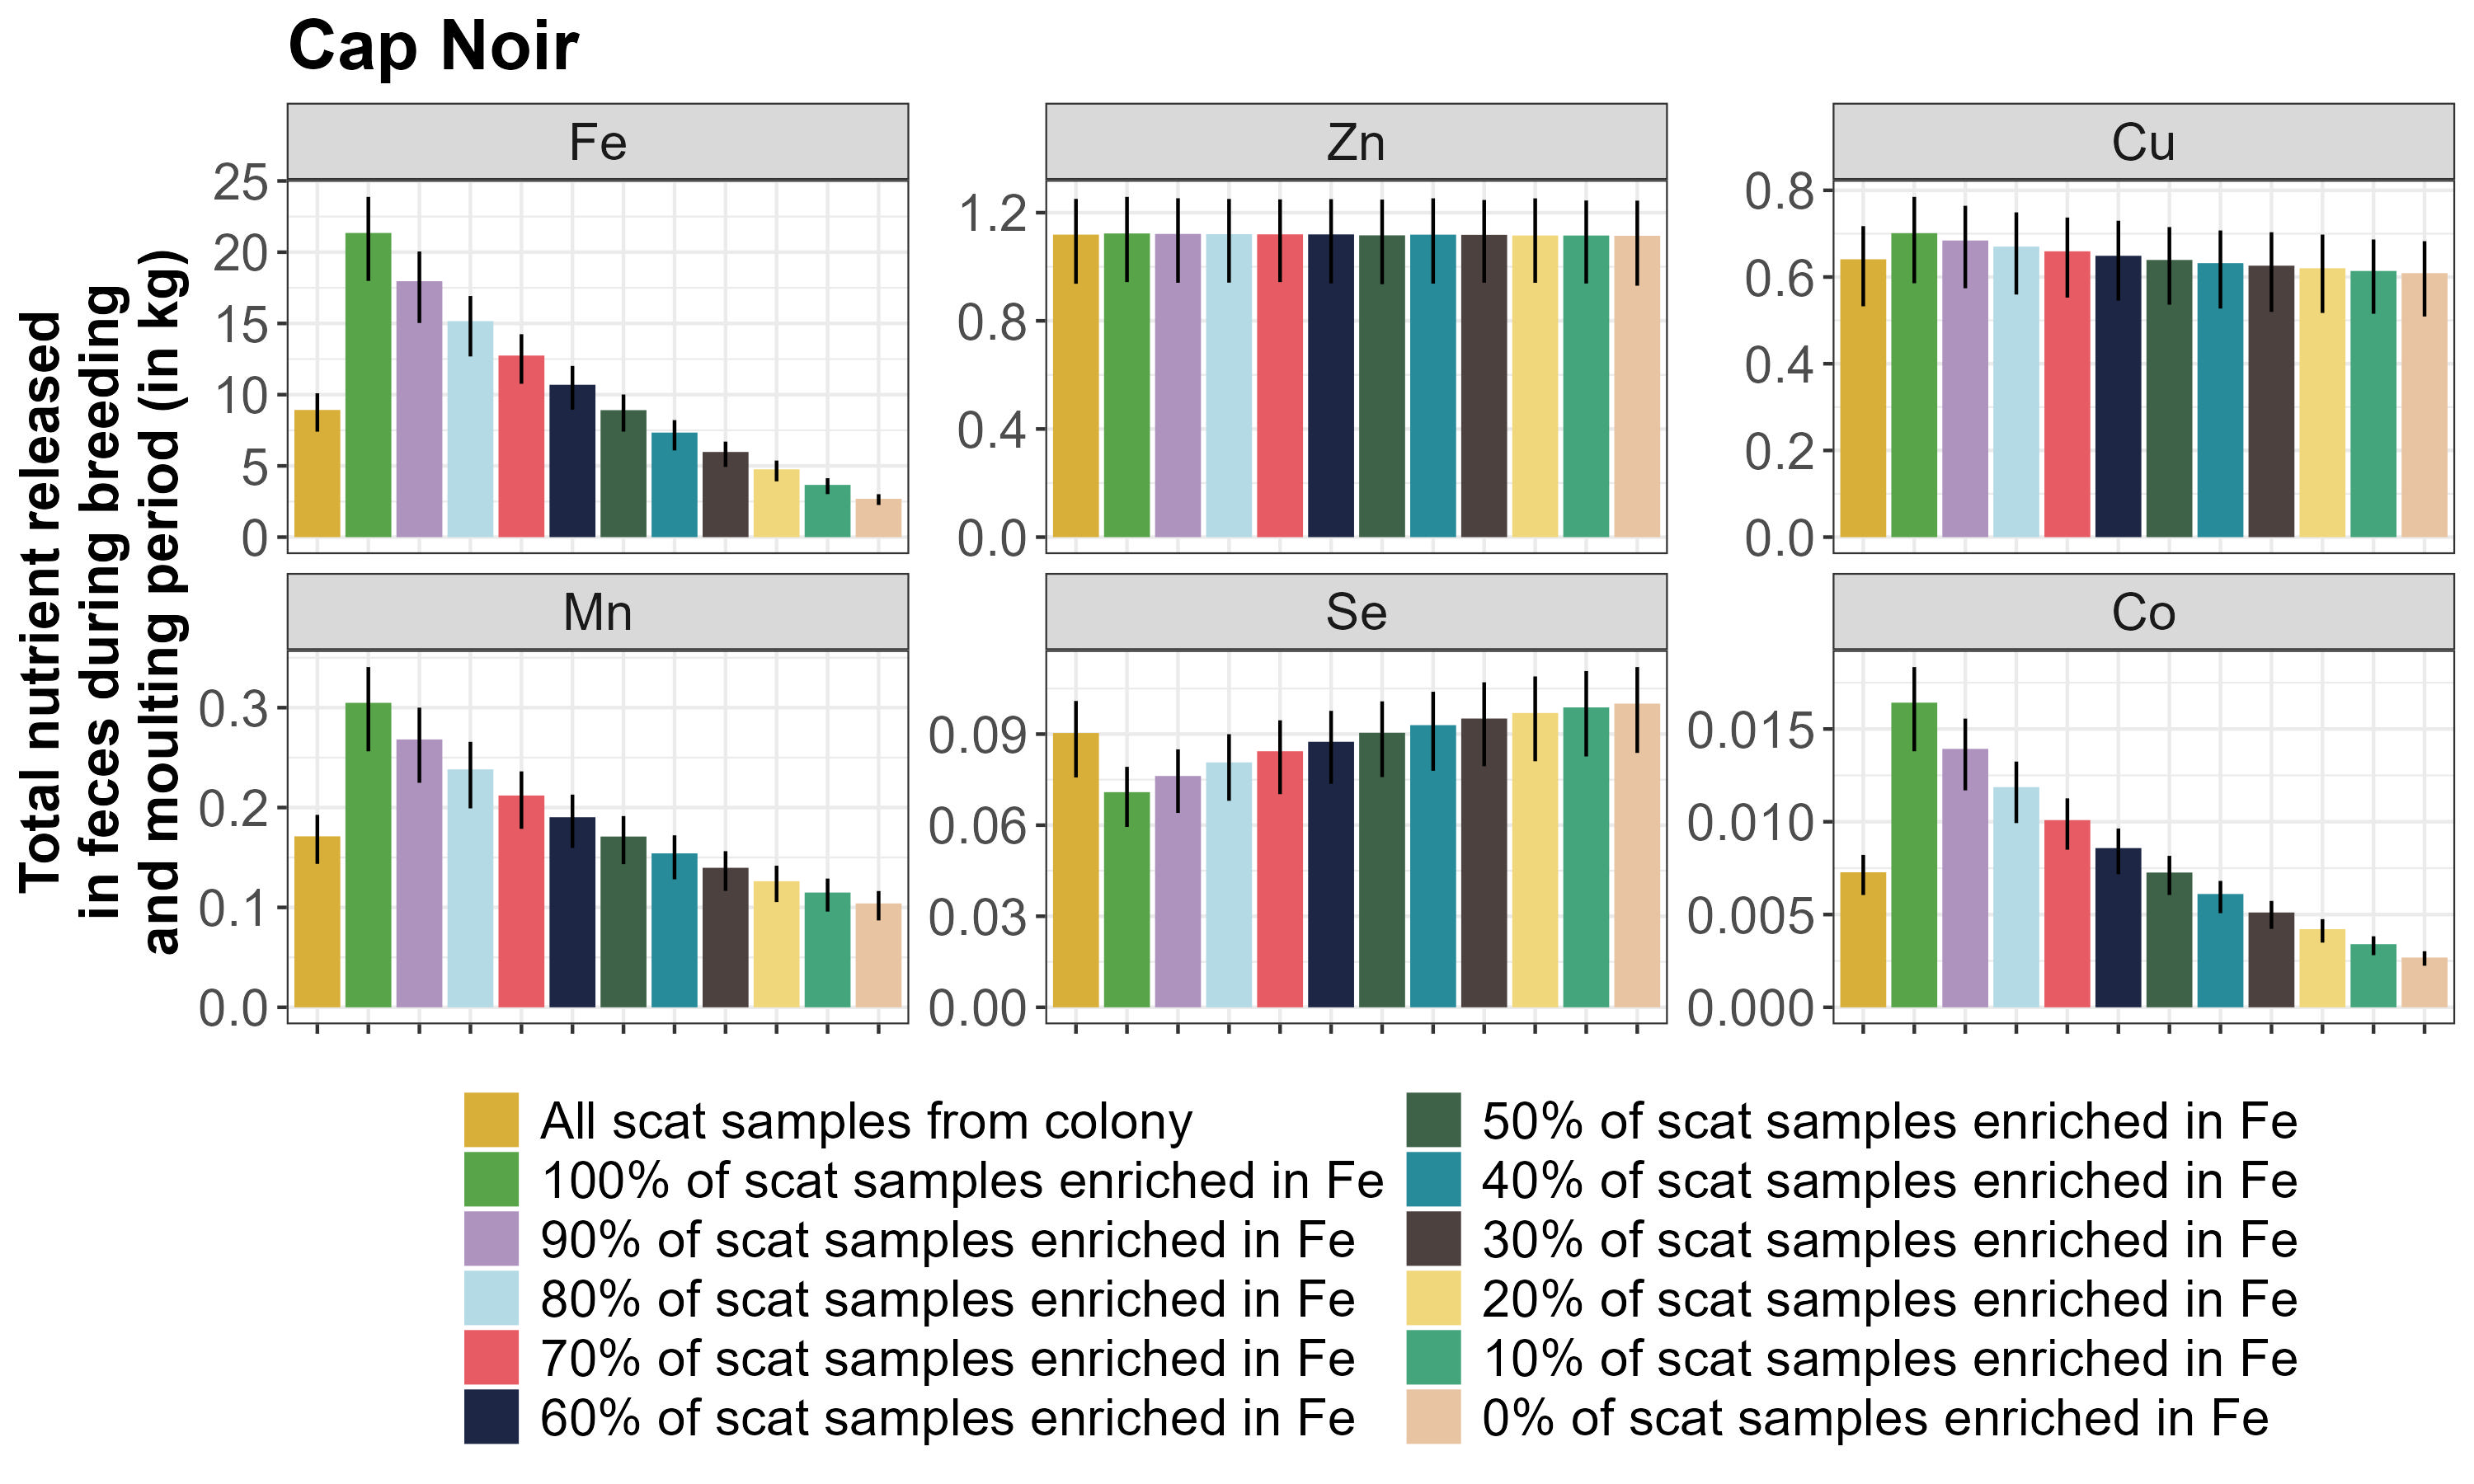 Cap Noir
Total nutrient released
in feces during breeding
and moulting period (in kg)
Fe
25
20
15
10
5
0
Zn
1.2
0.8
0.4
0.0
Cu
0.8
0.6
0.4
0.2
0.0
Mn
0.3
0.2
0.1
0.0
Se
0.09
0.06
0.03
0.00
Co
0.015
0.010
0.005
0.000
All scat samples from colony
100% of scat samples enriched in Fe
90% of scat samples enriched in Fe
80% of scat samples enriched in Fe
70% of scat samples enriched in Fe
60% of scat samples enriched in Fe
50% of scat samples enriched in Fe
40% of scat samples enriched in Fe
30% of scat samples enriched in Fe
20% of scat samples enriched in Fe
10% of scat samples enriched in Fe
0% of scat samples enriched in Fe